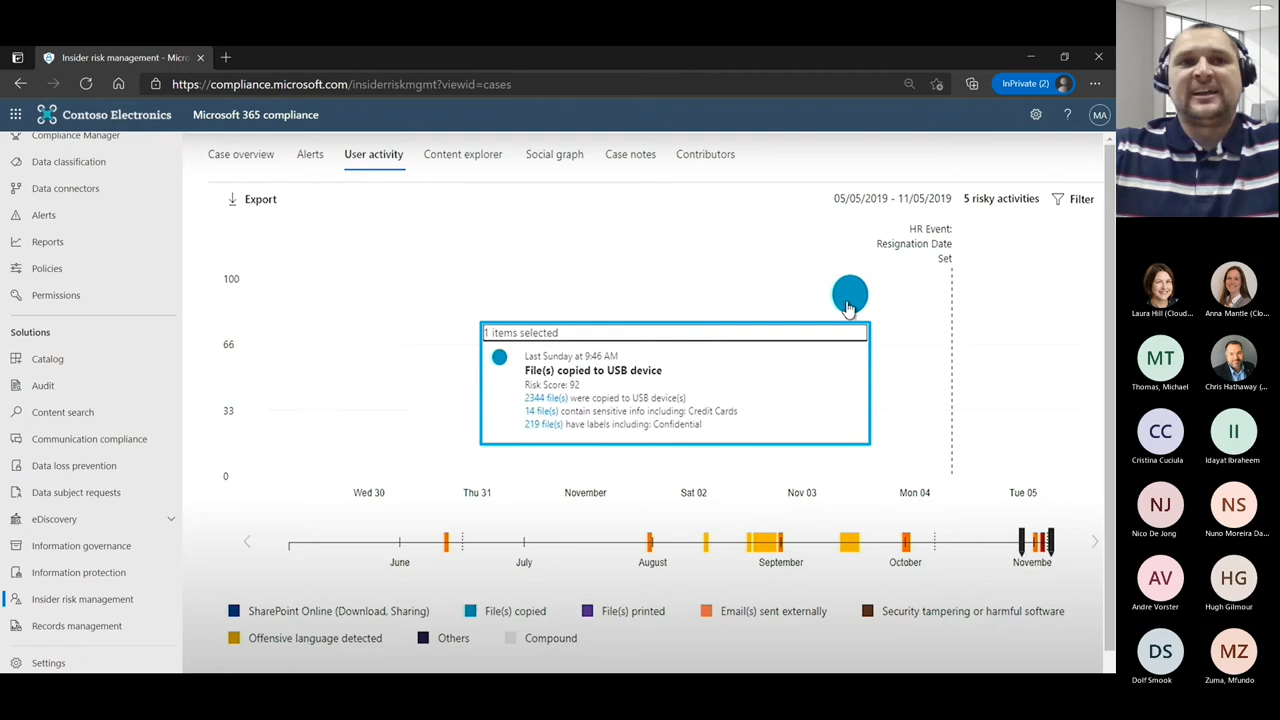 Insider risk management - Micro
https://compliance.microsoft.com/insiderriskmgmt?viewid=cases
InPrivate (2)
Contoso Electronics
Microsoft 365 compliance
MA
Compliance Manager
Data classification
Data connectors
Alerts
Reports
Policies
Permissions
Solutions
Catalog
Audit
Content search
Communication compliance
Data loss prevention
Data subject requests
eDiscovery
Information governance
Information protection
Insider risk management
Records management
Settings
Case overview
Alerts
User activity
Content explorer
Social graph
Case notes
Contributors
Export
05/05/2019 - 11/05/2019
5 risky activities
Filter
HR Event:
Resignation Date
Set
100
66
33
0
1 items selected
Last Sunday at 9:46 AM
File(s) copied to USB device
Risk Score: 92
2344 file(s) were copied to USB device(s)
14 file(s) contain sensitive info including: Credit Cards
219 file(s) have labels including: Confidential
Wed 30
Thu 31
November
Sat 02
Nov 03
Mon 04
Tue 05
June
July
August
September
October
Novembe
SharePoint Online (Download, Sharing)
File(s) copied
File(s) printed
Email(s) sent externally
Security tampering or harmful software
Offensive language detected
Others
Compound
Laura Hill (Cloud...
Anna Mantle (Clo...
MT
Thomas, Michael
Chris Hathaway (...
CC
Cristina Cuciula
II
Idayat Ibraheem
NJ
Nico De Jong
NS
Nuno Moreira Da...
AV
Andre Vorster
HG
Hugh Gilmour
DS
Dolf Smook
MZ
Zuma, Mfundo